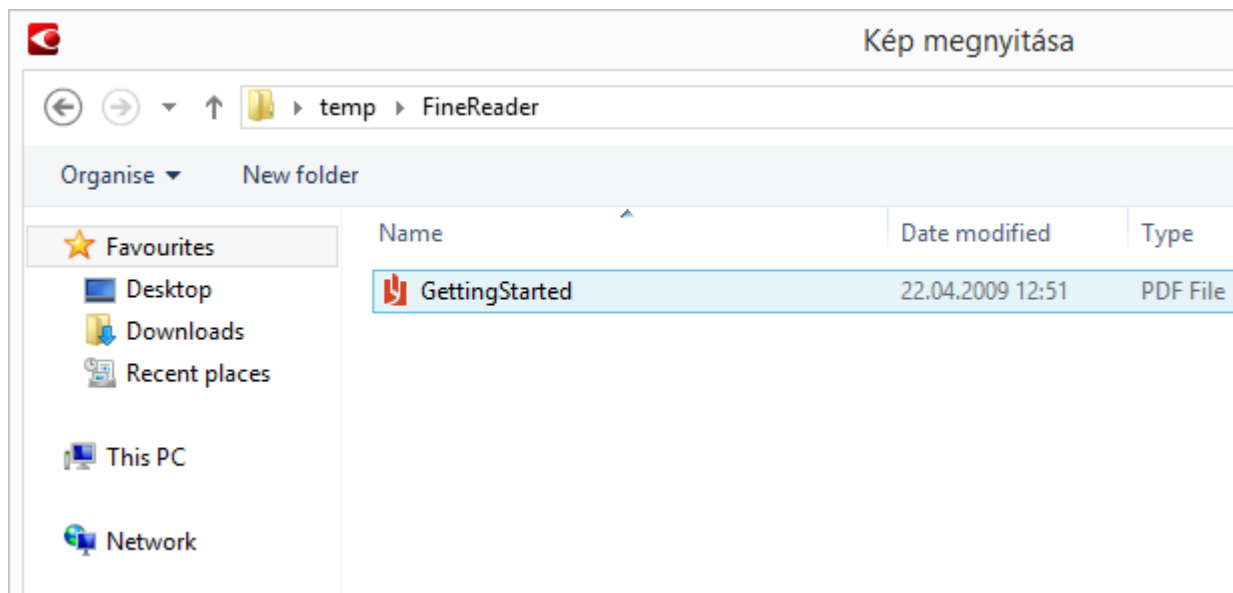 Kép megnyitása
temp FineReader
Organise New folder
Name Date modified Type
Favourites
GettingStarted 22.04.2009 12:51 PDF File
Desktop
Downloads
Recent places
This PC
Network